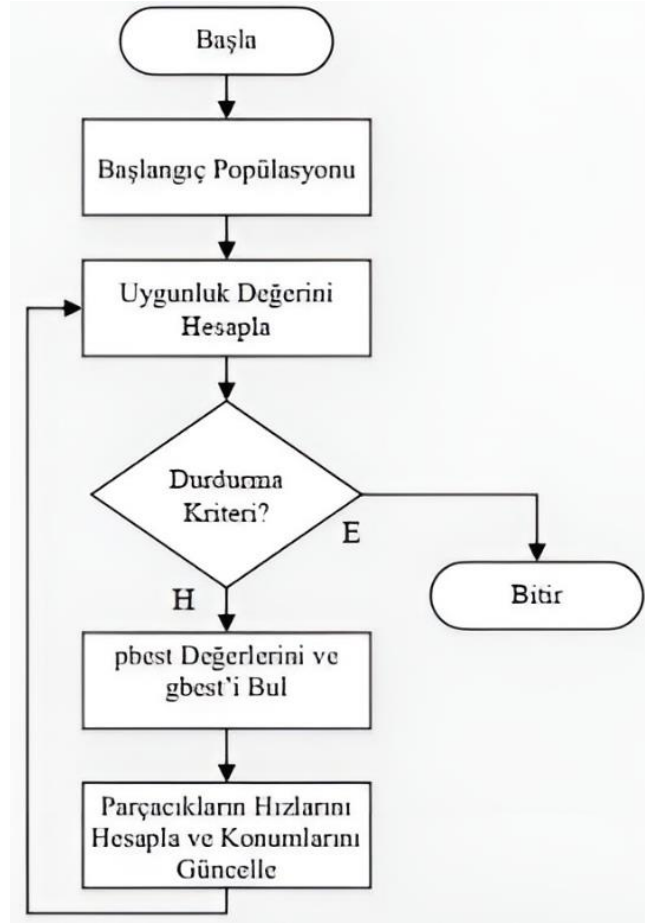 Başla
Başlangıç Popülasyonu
Uygunluk Değerini
Hesapla
Durdurma
Kriteri?
E
H
Bitir
pbest Değerlerini ve
gbest'i Bul
Parçacıkların Hızlarını
Hesapla ve Konumlarını
Güncelle